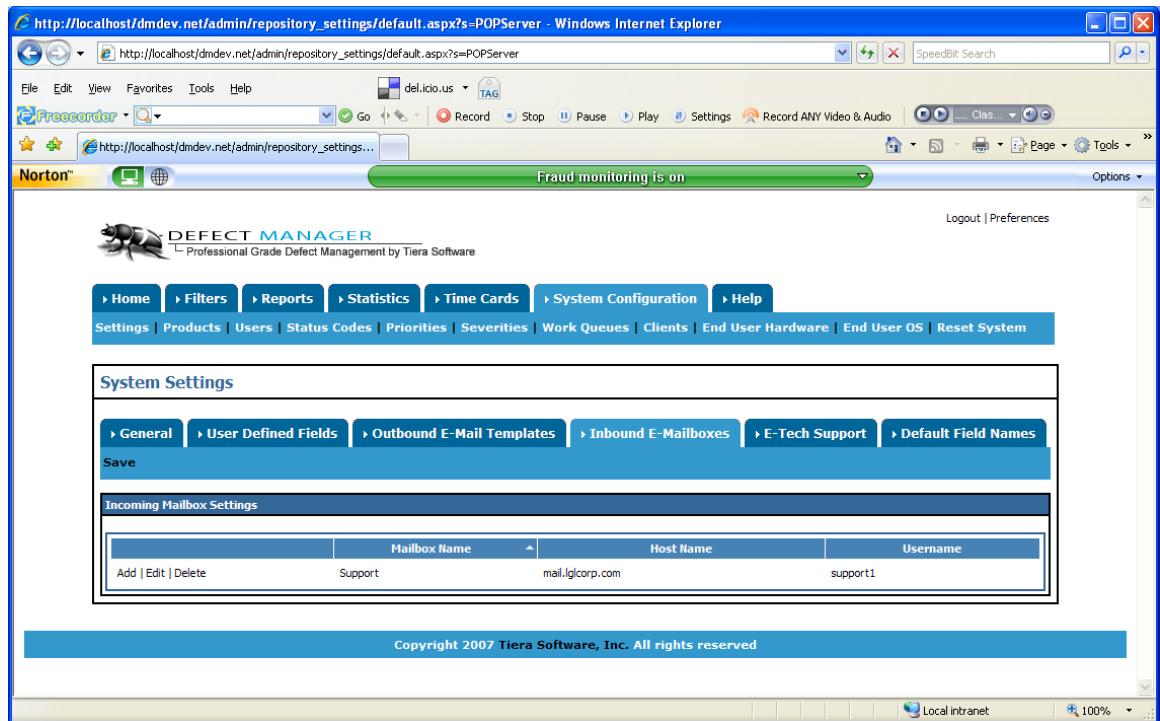 http://localhost/dmdev.net/admin/repository_settings/default.aspx?s=POPServer - Windows Internet Explorer
http://localhost/dmdev.net/admin/repository_settings/default.aspx?s=POPServer SpeedBit Search
File Edit View Favorites Tools Help del.icio.us TAG
Freecorder Go Record Stop Pause Play Settings Record ANY Video & Audio .... Clas...
http://localhost/dmdev.net/admin/repository_settings... Page Tools »
Norton™ Fraud monitoring is on Options
Logout | Preferences
DEFECT MANAGER
Professional Grade Defect Management by Tiera Software
Home Filters Reports Statistics Time Cards System Configuration Help
Settings | Products | Users | Status Codes | Priorities | Severities | Work Queues | Clients | End User Hardware | End User OS | Reset System
System Settings
General User Defined Fields Outbound E-Mail Templates Inbound E-Mailboxes E-Tech Support Default Field Names
Save
Incoming Mailbox Settings
Mailbox Name Host Name Username
Add | Edit | Delete Support mail.lglcorp.com support1
Copyright 2007 Tiera Software, Inc. All rights reserved
Local intranet 100%